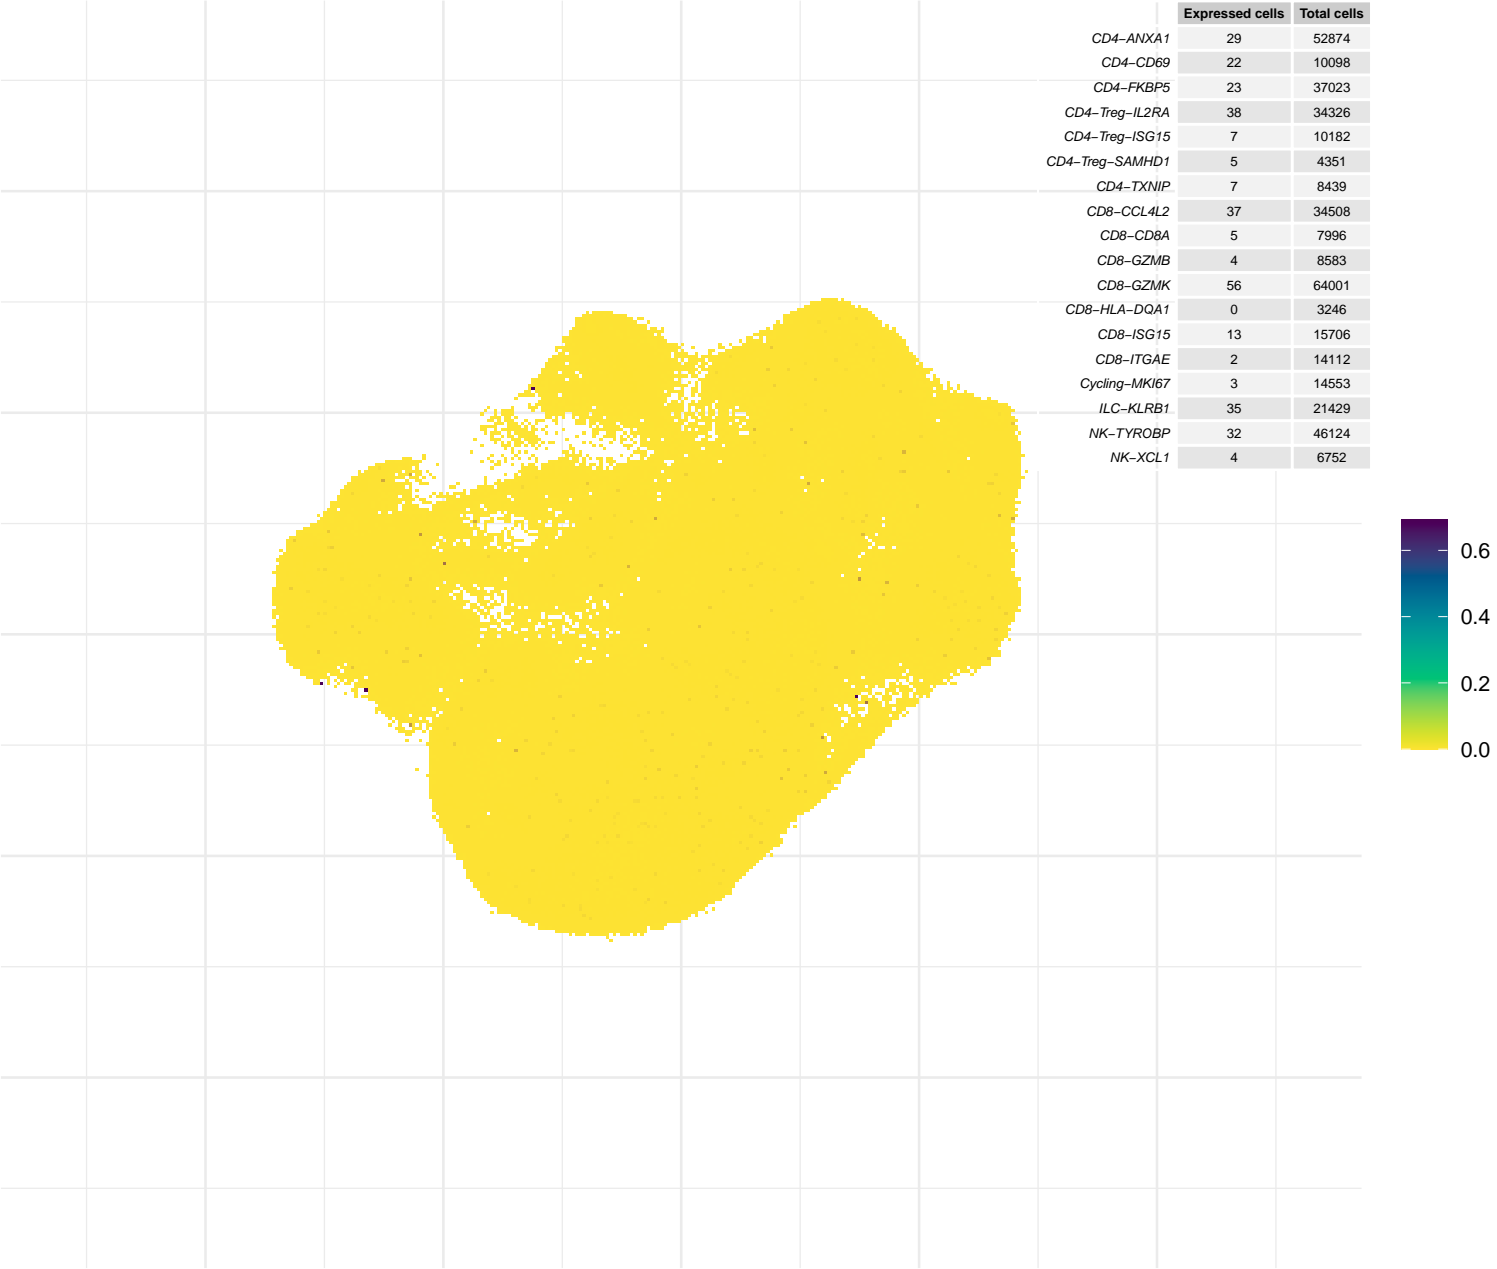 Expressed cells Total cells
CD4−ANXA1 29 52874
CD4−CD69 22 10098
CD4−FKBP5 23 37023
CD4−Treg−IL2RA 38 34326
CD4−Treg−ISG15 7 10182
CD4−Treg−SAMHD1 5 4351
CD4−TXNIP 7 8439
CD8−CCL4L2 37 34508
CD8−CD8A 5 7996
CD8−GZMB 4 8583
CD8−GZMK 56 64001
CD8−HLA−DQA1 0 3246
CD8−ISG15 13 15706
CD8−ITGAE 2 14112
Cycling−MKI67 3 14553
ILC−KLRB1 35 21429
NK−TYROBP 32 46124
NK−XCL1 4 6752
0.6
0.4
0.2
0.0